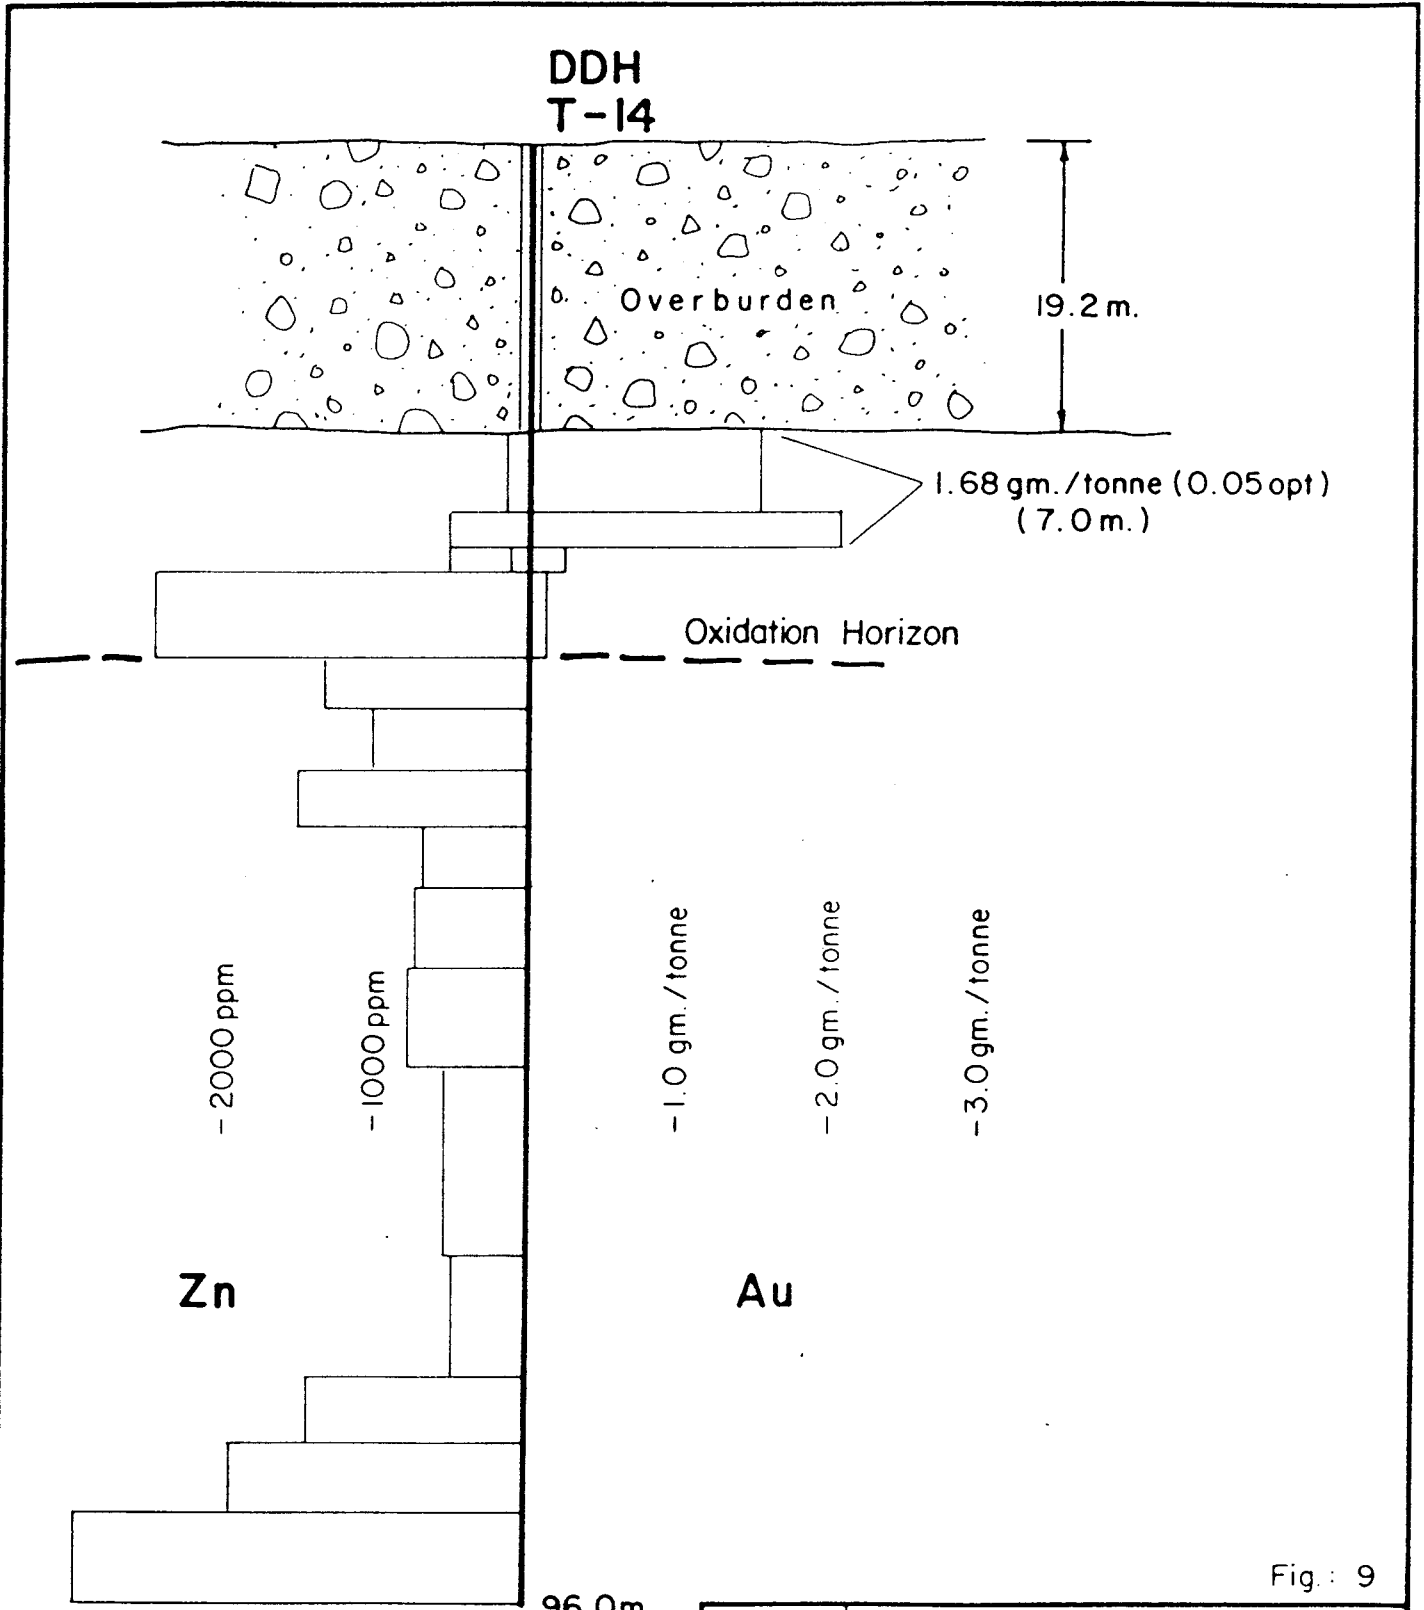 DDH
T-14
Overburden
19.2 m.
1.68 gm./tonne (0.05 opt)
(7.0 m.)
Oxidation Horizon
-2000 ppm
-1000 ppm
-1.0 gm./tonne
-2.0 gm./tonne
-3.0 gm./tonne
Zn
Au
Fig.: 9
96.0m